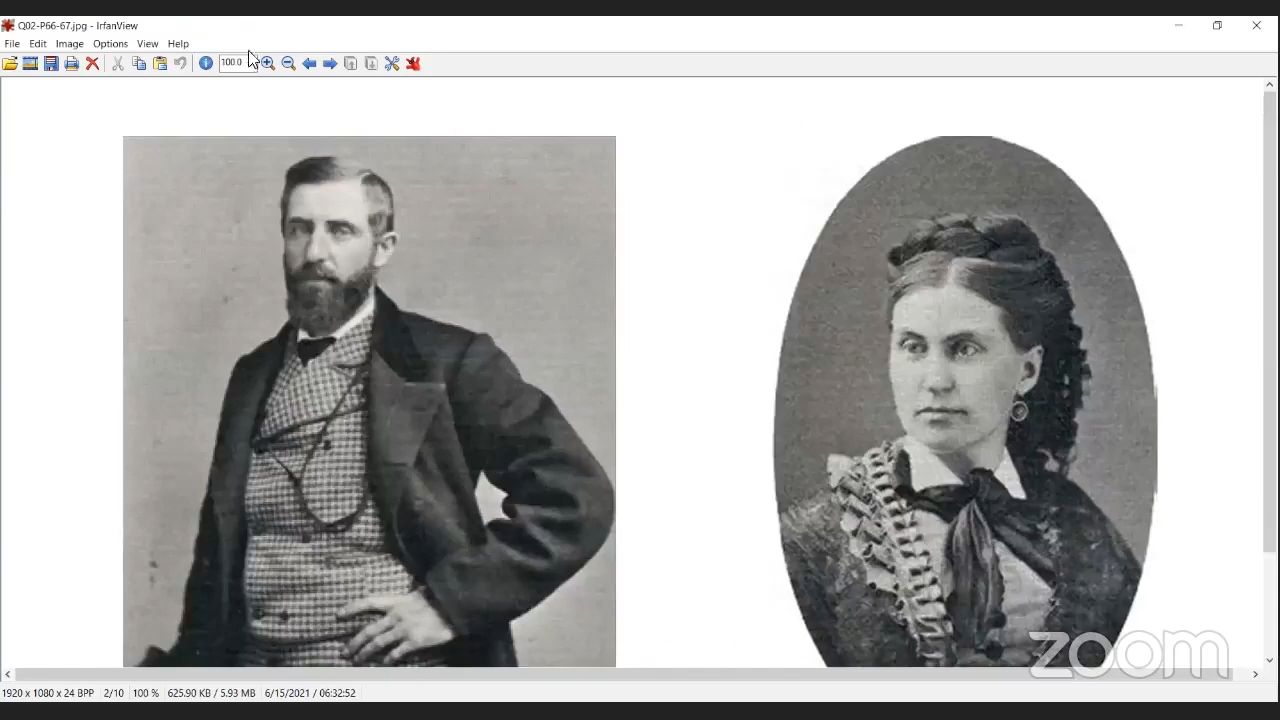 Q02-P66-67.jpg - IrfanView
File Edit Image Options View Help
100.0
zoom
1920 x 1080 x 24 BPP 2/10 100 % 625.90 KB / 5.93 MB 6/15/2021 / 06:32:52